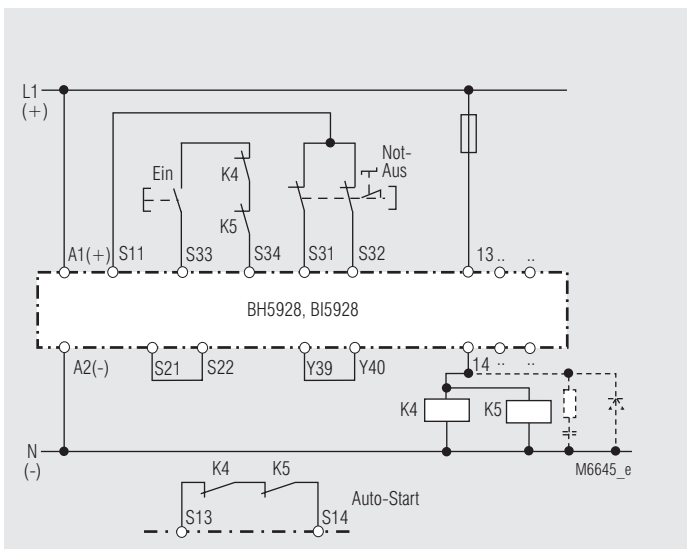 L1
(+)
Ein
K4
K5
Not-
Aus
A1(+)
S11
S33
S34
S31
S32
13
..
..
BH5928, BI5928
A2(-)
S21
S22
Y39
Y40
14
..
..
K4
K5
N
(-)
M6645_e
K4
K5
Auto-Start
S13
S14